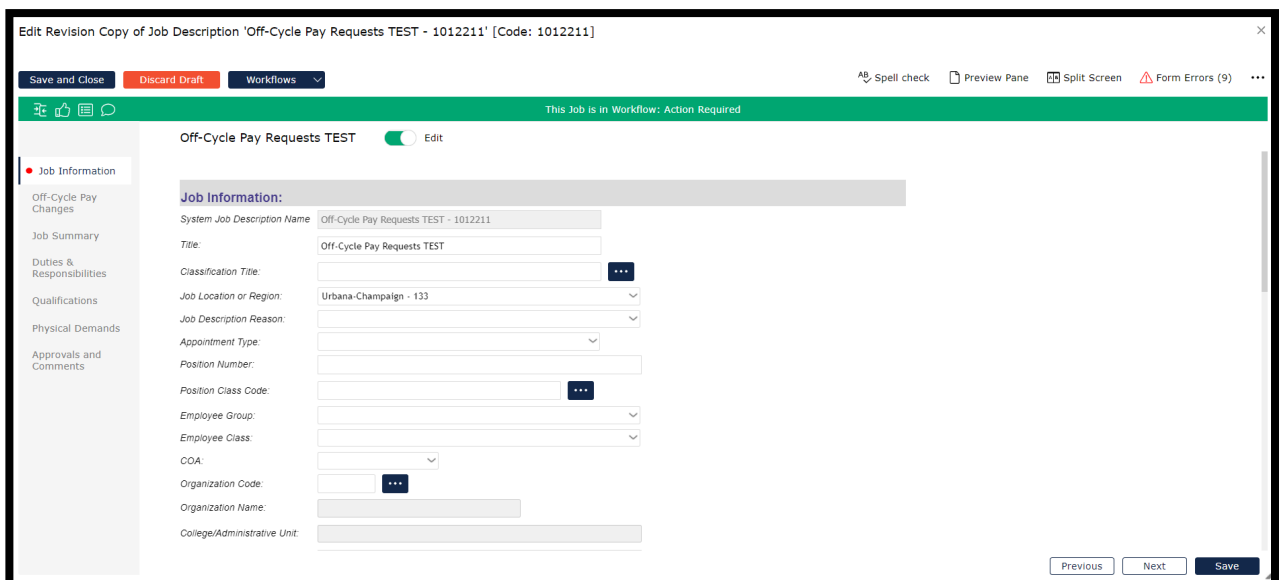 Edit Revision Copy of Job Description 'Off-Cycle Pay Requests TEST - 1012211' [Code: 1012211]
Save and Close Discard Draft Workflows Spell check Preview Pane Split Screen Form Errors (9)
This Job is in Workflow: Action Required
Off-Cycle Pay Requests TEST Edit
Job Information
Off-Cycle Pay
Changes
Job Summary
Duties &
Responsibilities
Qualifications
Physical Demands
Approvals and
Comments
Job Information:
System Job Description Name Off-Cycle Pay Requests TEST - 1012211
Title: Off-Cycle Pay Requests TEST
Classification Title:
Job Location or Region: Urbana-Champaign - 133
Job Description Reason:
Appointment Type:
Position Number:
Position Class Code:
Employee Group:
Employee Class:
COA:
Organization Code:
Organization Name:
College/Administrative Unit:
Previous Next Save